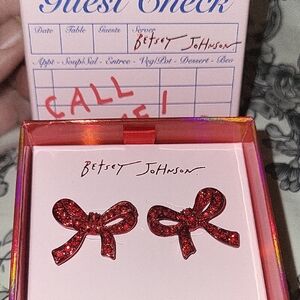 Guest Check
Date Table Guests Server
BETSEY JOHNSON
Appt - Soup/Sal - Entree - Veg/Pot - Dessert - Bev
CALL
ME!
BETSEY JOHNSON